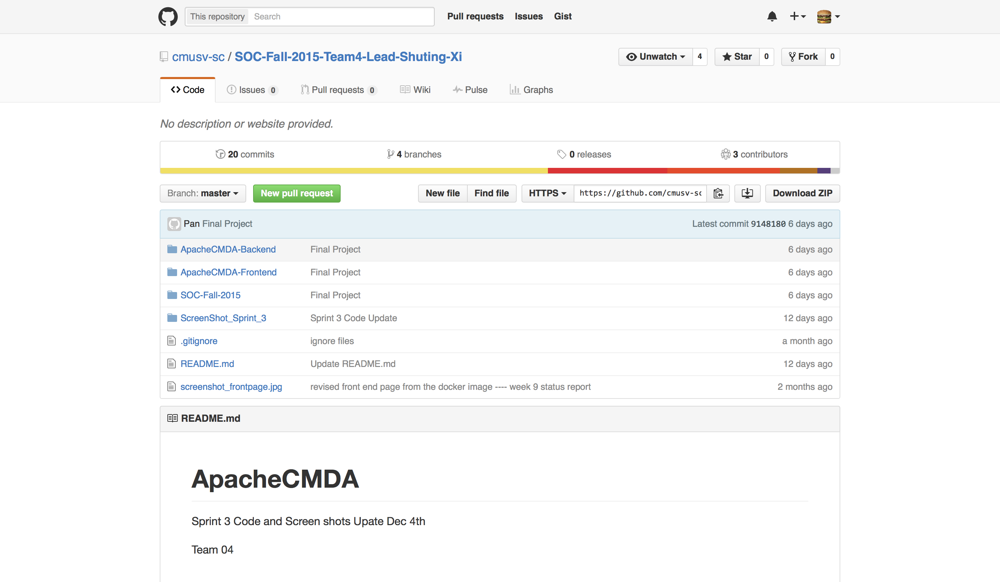 This repository Search Pull requests Issues Gist
cmusv-sc / SOC-Fall-2015-Team4-Lead-Shuting-Xi Unwatch 4 Star 0 Fork 0
Code Issues 0 Pull requests 0 Wiki Pulse Graphs
No description or website provided.
20 commits 4 branches 0 releases 3 contributors
Branch: master New pull request New file Find file HTTPS https://github.com/cmusv-sc Download ZIP
Pan Final Project Latest commit 9148180 6 days ago
ApacheCMDA-Backend Final Project 6 days ago
ApacheCMDA-Frontend Final Project 6 days ago
SOC-Fall-2015 Final Project 6 days ago
ScreenShot_Sprint_3 Sprint 3 Code Update 12 days ago
.gitignore ignore files a month ago
README.md Update README.md 12 days ago
screenshot_frontpage.jpg revised front end page from the docker image ---- week 9 status report 2 months ago
README.md
ApacheCMDA
Sprint 3 Code and Screen shots Upate Dec 4th
Team 04